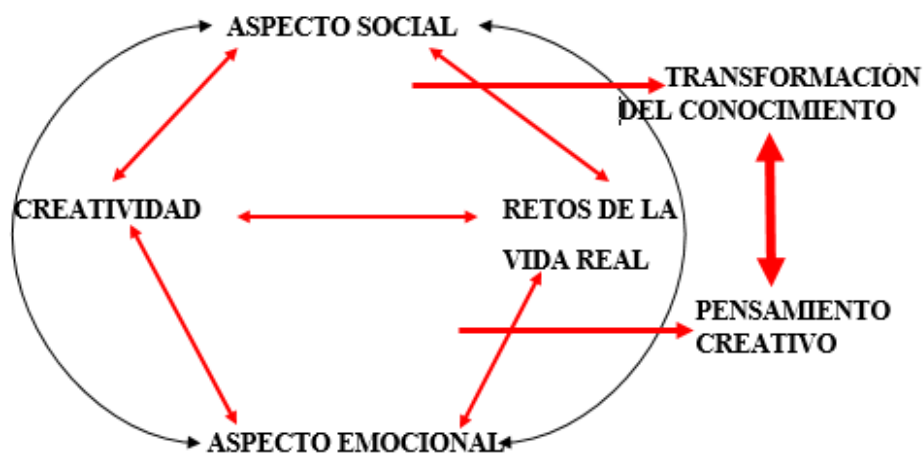 ASPECTO SOCIAL
TRANSFORMACIÓN
DEL CONOCIMIENTO
CREATIVIDAD
RETOS DE LA
VIDA REAL
PENSAMIENTO
CREATIVO
ASPECTO EMOCIONAL